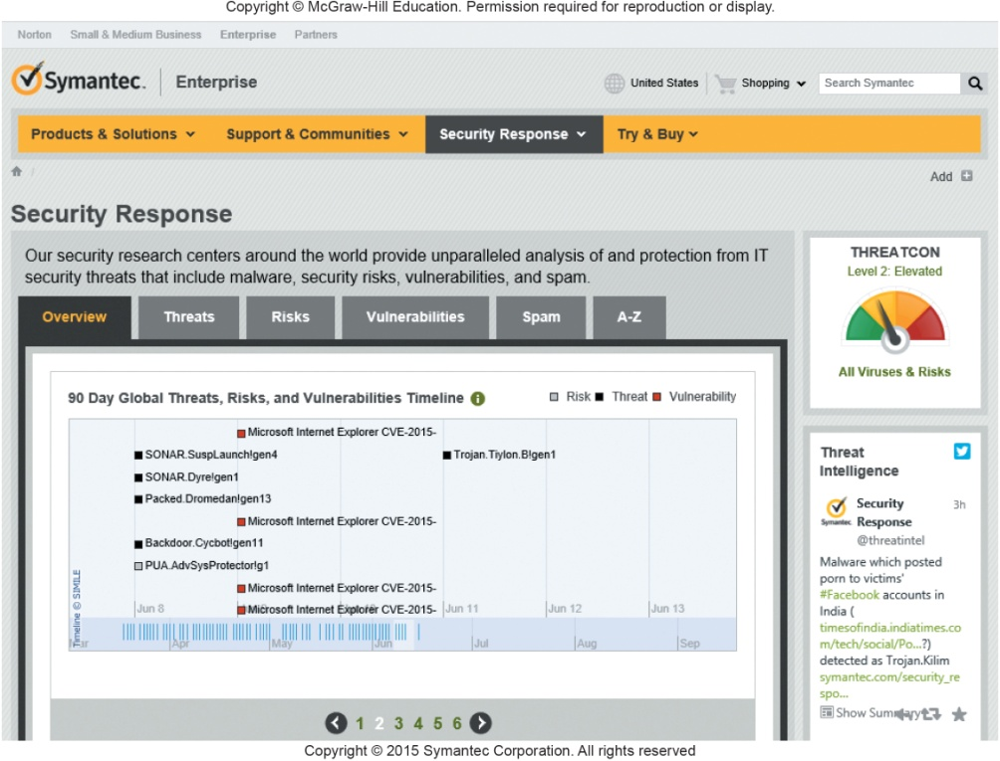 Copyright © McGraw-Hill Education. Permission required for reproduction or display.
Norton Small & Medium Business Enterprise Partners
Symantec. Enterprise
United States Shopping Search Symantec
Products & Solutions Support & Communities Security Response Try & Buy
/ Add
Security Response
Our security research centers around the world provide unparalleled analysis of and protection from IT
security threats that include malware, security risks, vulnerabilities, and spam.
Overview Threats Risks Vulnerabilities Spam A-Z
90 Day Global Threats, Risks, and Vulnerabilities Timeline Risk Threat Vulnerability
Microsoft Internet Explorer CVE-2015-
SONAR.SuspLaunch!gen4 Trojan.Tiylon.B!gen1
SONAR.Dyre!gen1
Packed.Dromedan!gen13
Microsoft Internet Explorer CVE-2015-
Backdoor.Cycbot!gen11
PUA.AdvSysProtector!g1
Microsoft Internet Explorer CVE-2015-
Jun 8 Jun 11 Jun 12 Jun 13
Microsoft Internet Explorer CVE-2015-
Timeline © SIMILE
Mar Apr May Jun Jul Aug Sep
1 2 3 4 5 6
THREATCON
Level 2: Elevated
All Viruses & Risks
Threat
Intelligence
Security 3h
Symantec. Response
@threatintel
Malware which posted
porn to victims'
#Facebook accounts in
India (
timesofindia.indiatimes.co
m/tech/social/Po...?)
detected as Trojan.Kilim
symantec.com/security_re
spo...
Show Summary
Copyright © 2015 Symantec Corporation. All rights reserved